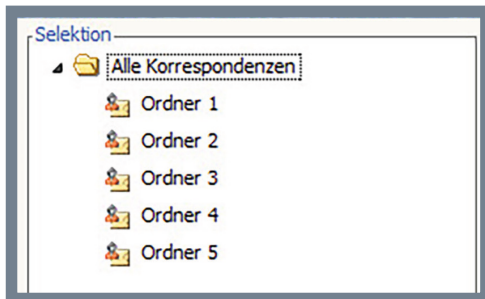 Selektion
Alle Korrespondenzen
Ordner 1
Ordner 2
Ordner 3
Ordner 4
Ordner 5